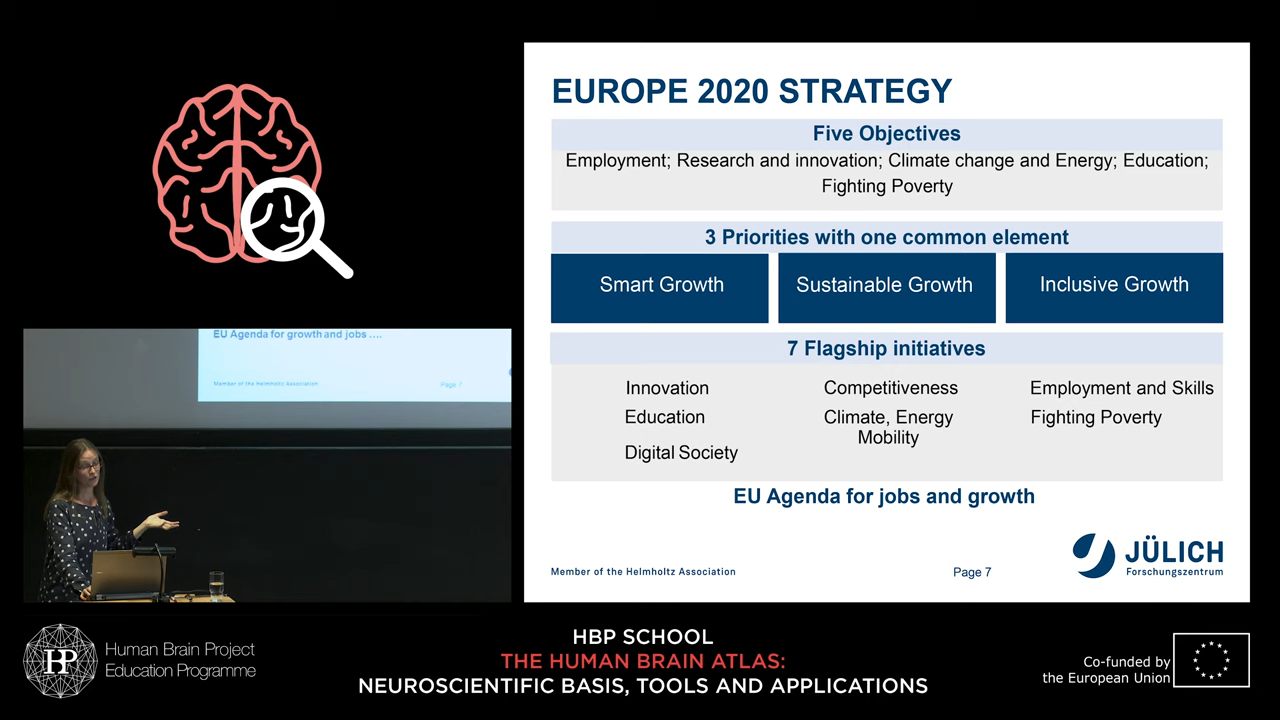 EUROPE 2020 STRATEGY
Five Objectives
Employment; Research and innovation; Climate change and Energy; Education;
Fighting Poverty
3 Priorities with one common element
Smart Growth
Sustainable Growth
Inclusive Growth
7 Flagship initiatives
Innovation
Education
Digital Society
Competitiveness
Climate, Energy
Mobility
Employment and Skills
Fighting Poverty
EU Agenda for jobs and growth
Member of the Helmholtz Association
Page 7
JÜLICH
Forschungszentrum
EU Agenda for growth and jobs ....
Member of the Helmholtz Association
Page 7
HBP
Human Brain Project
Education Programme
HBP SCHOOL
THE HUMAN BRAIN ATLAS:
NEUROSCIENTIFIC BASIS, TOOLS AND APPLICATIONS
Co-funded by
the European Union